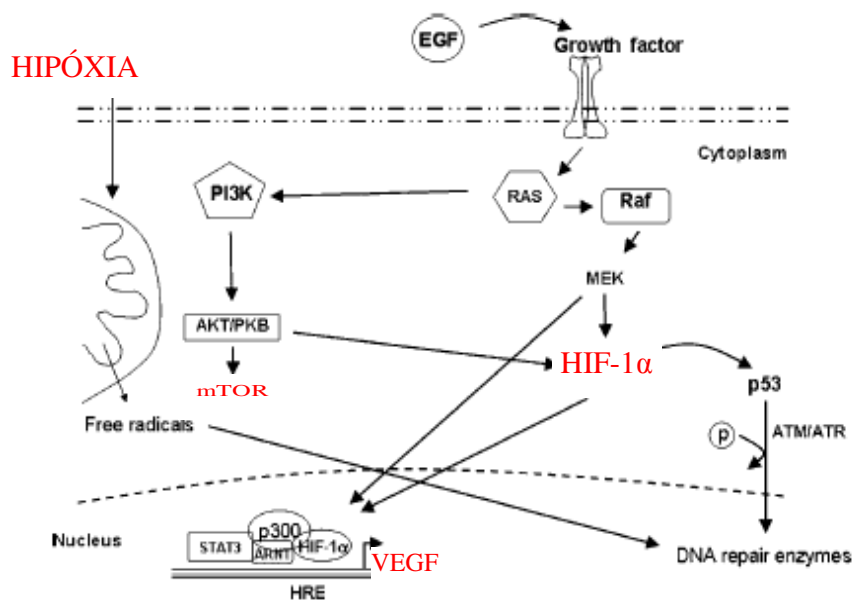 EGF
Growth factor
HIPÓXIA
Cytoplasm
PI3K
RAS
Raf
MEK
AKT/PKB
HIF-1α
mTOR
p53
Free radicals
p
ATM/ATR
Nucleus
STAT3
p300
ARNT
HIF-1α
VEGF
DNA repair enzymes
HRE